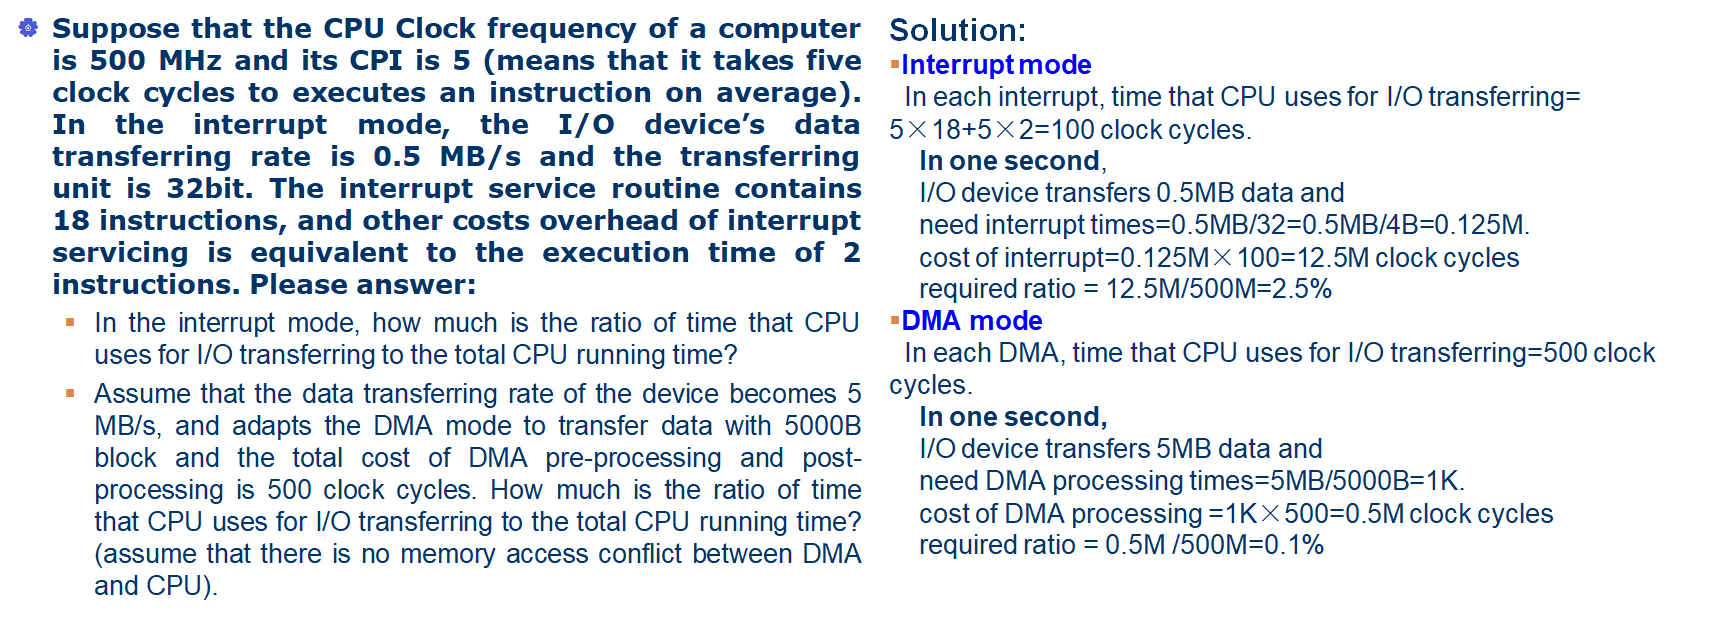 Suppose that the CPU Clock frequency of a computer
is 500 MHz and its CPI is 5 (means that it takes five
clock cycles to executes an instruction on average).
In the interrupt mode, the I/O device's data
transferring rate is 0.5 MB/s and the transferring
unit is 32bit. The interrupt service routine contains
18 instructions, and other costs overhead of interrupt
servicing is equivalent to the execution time of 2
instructions. Please answer:
In the interrupt mode, how much is the ratio of time that CPU
uses for I/O transferring to the total CPU running time?
Assume that the data transferring rate of the device becomes 5
MB/s, and adapts the DMA mode to transfer data with 5000B
block and the total cost of DMA pre-processing and post-
processing is 500 clock cycles. How much is the ratio of time
that CPU uses for I/O transferring to the total CPU running time?
(assume that there is no memory access conflict between DMA
and CPU).
Solution:
Interrupt mode
In each interrupt, time that CPU uses for I/O transferring=
5×18+5×2=100 clock cycles.
In one second,
I/O device transfers 0.5MB data and
need interrupt times=0.5MB/32=0.5MB/4B=0.125M.
cost of interrupt=0.125M×100=12.5M clock cycles
required ratio = 12.5M/500M=2.5%
DMA mode
In each DMA, time that CPU uses for I/O transferring=500 clock
cycles.
In one second,
I/O device transfers 5MB data and
need DMA processing times=5MB/5000B=1K.
cost of DMA processing =1K×500=0.5M clock cycles
required ratio = 0.5M /500M=0.1%